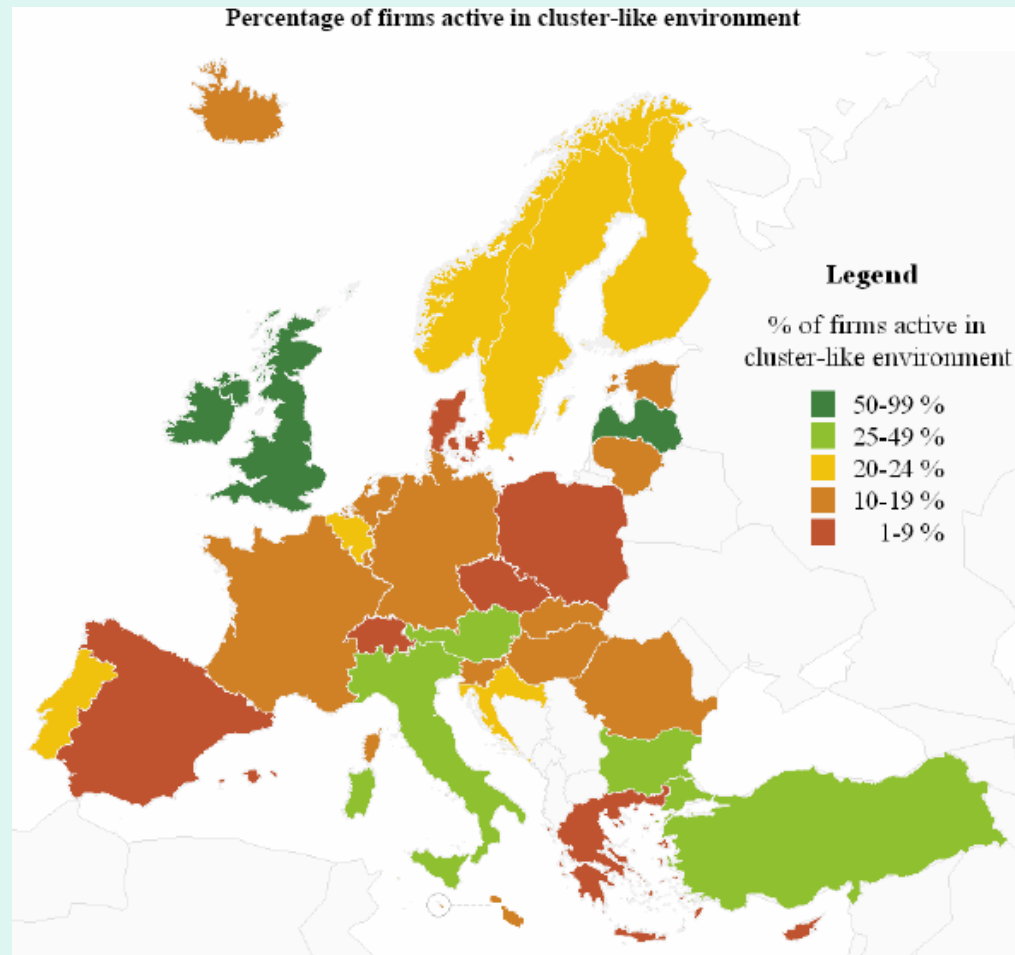 Percentage of firms active in cluster-like environment
Legend
% of firms active in
cluster-like environment
50-99 %
25-49 %
20-24 %
10-19 %
1-9 %